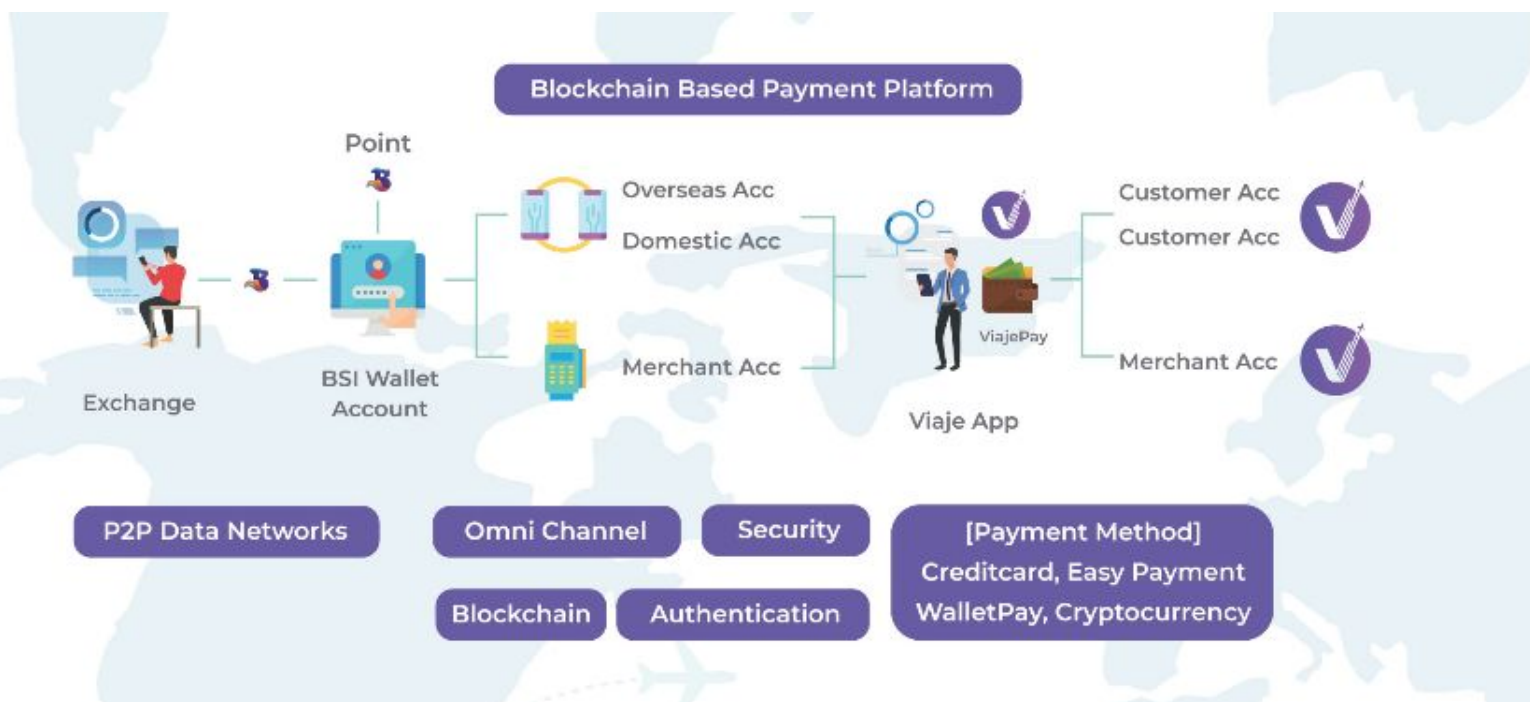 Blockchain Based Payment Platform
Point
Exchange
BSI Wallet
Account
Overseas Acc
Domestic Acc
Merchant Acc
ViajePay
Viaje App
Customer Acc
Customer Acc
Merchant Acc
P2P Data Networks
Omni Channel
Security
Blockchain
Authentication
[Payment Method]
Creditcard, Easy Payment
WalletPay, Cryptocurrency